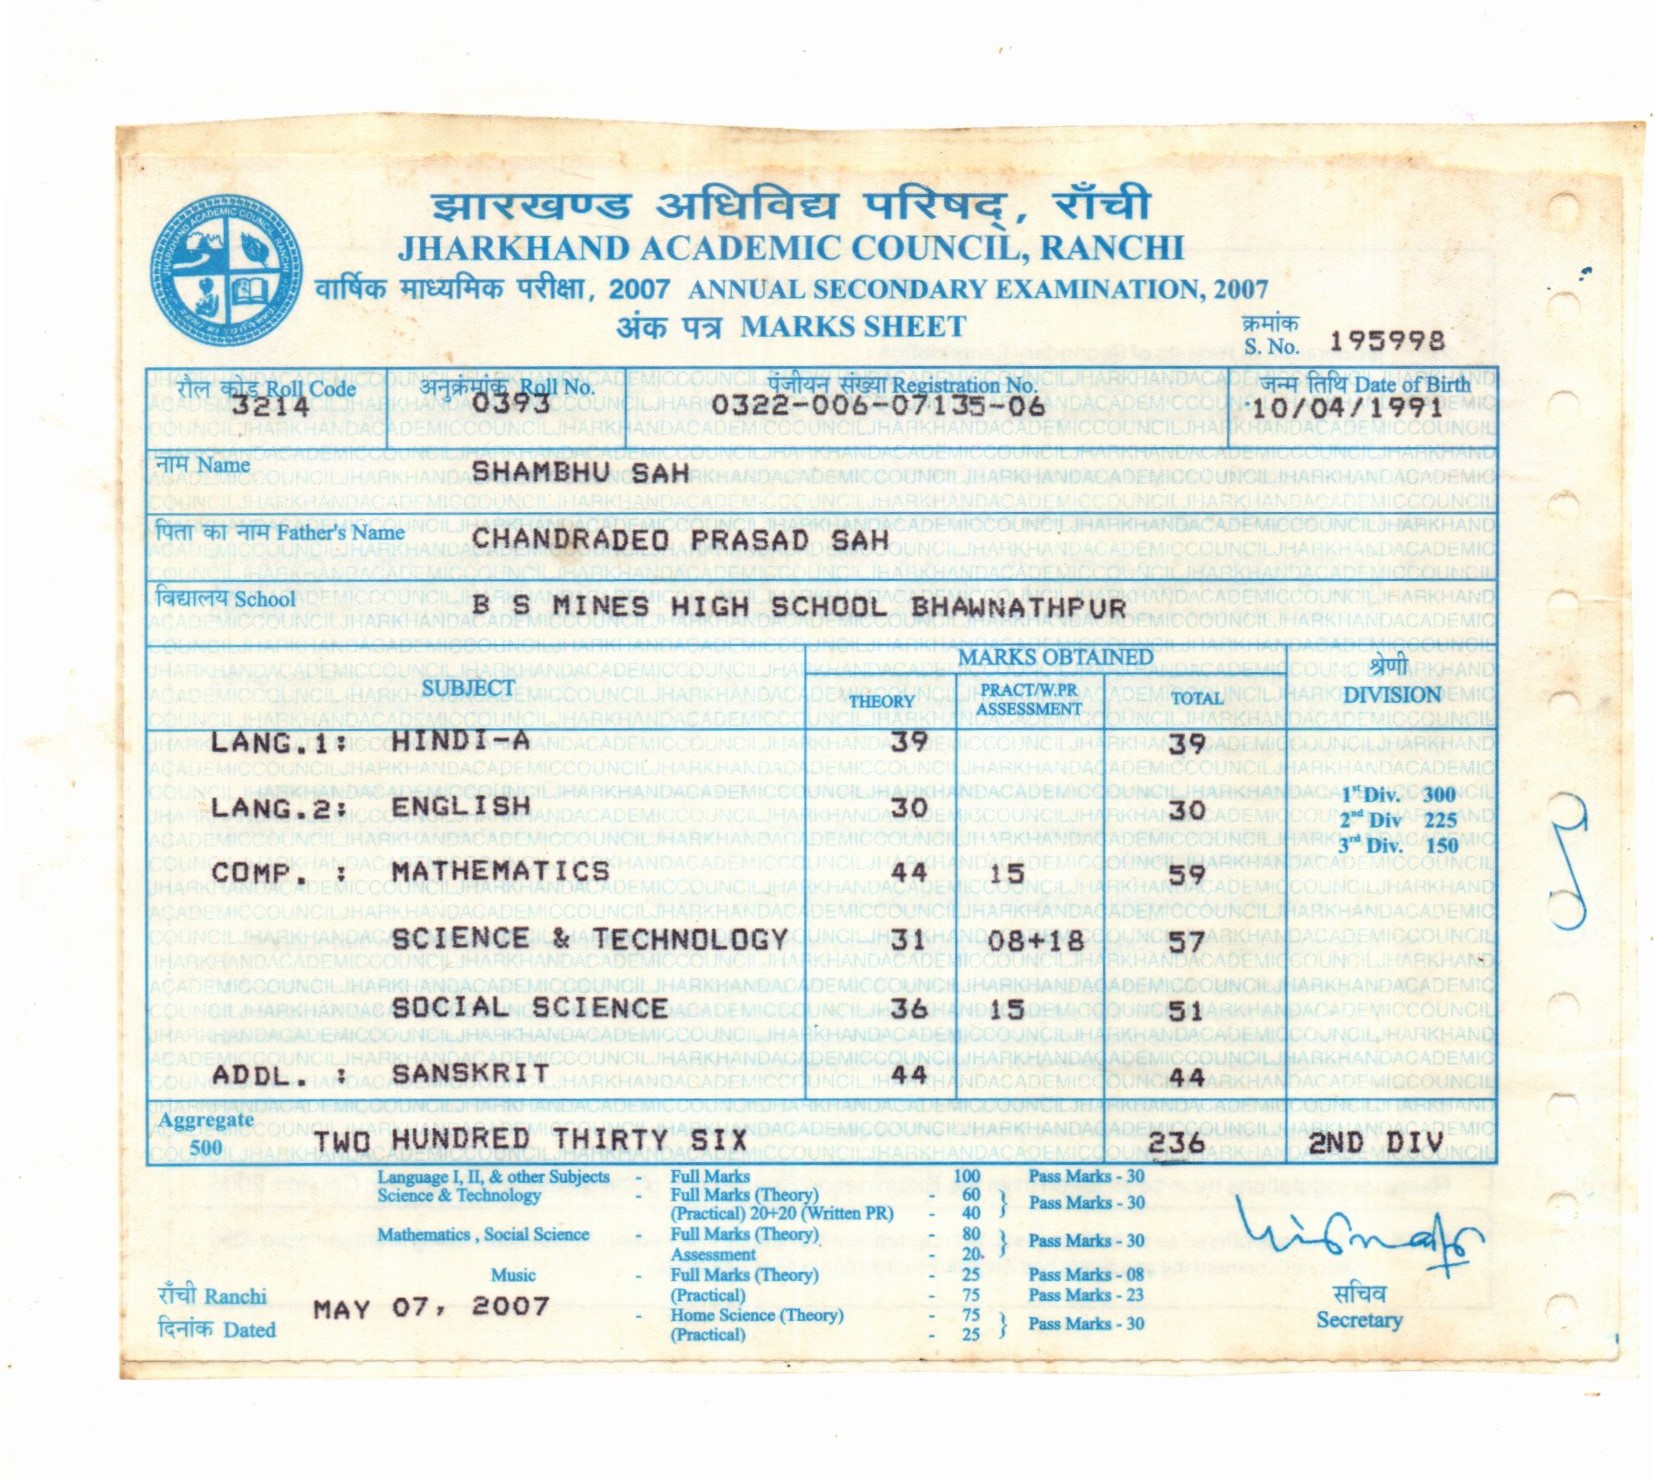 झारखण्ड अधिविद्य परिषद्, राँची
JHARKHAND ACADEMIC COUNCIL, RANCHI
वार्षिक माध्यमिक परीक्षा, 2007 ANNUAL SECONDARY EXAMINATION, 2007
अंक पत्र MARKS SHEET
क्रमांक
S. No. 195998
रौल कोड Roll Code अनुक्रमांक Roll No. पंजीयन संख्या Registration No. जन्म तिथि Date of Birth
3214 0393 0322-006-07135-06 10/04/1991
नाम Name SHAMBHU SAH
पिता का नाम Father's Name CHANDRADEO PRASAD SAH
विद्यालय School B S MINES HIGH SCHOOL BHAWNATHPUR
SUBJECT MARKS OBTAINED श्रेणी
THEORY PRACT/W.PR ASSESSMENT TOTAL DIVISION
LANG.1: HINDI-A 39 39
LANG.2: ENGLISH 30 30
1st Div. 300
2nd Div 225
3rd Div. 150
COMP. : MATHEMATICS 44 15 59
SCIENCE & TECHNOLOGY 31 08+18 57
SOCIAL SCIENCE 36 15 51
ADDL. : SANSKRIT 44 44
Aggregate
500 TWO HUNDRED THIRTY SIX 236 2ND DIV
Language I, II, & other Subjects Full Marks 100 Pass Marks - 30
Science & Technology - Full Marks (Theory) - 60 } Pass Marks - 30
(Practical) 20+20 (Written PR) - 40
Mathematics , Social Science - Full Marks (Theory) 80 } Pass Marks - 30
Assessment - 20
Music - Full Marks (Theory) - 25 Pass Marks - 08
(Practical) - 75 Pass Marks - 23
- Home Science (Theory) - 75 } Pass Marks - 30
(Practical) - 25
राँची Ranchi
दिनांक Dated MAY 07, 2007
सचिव
Secretary